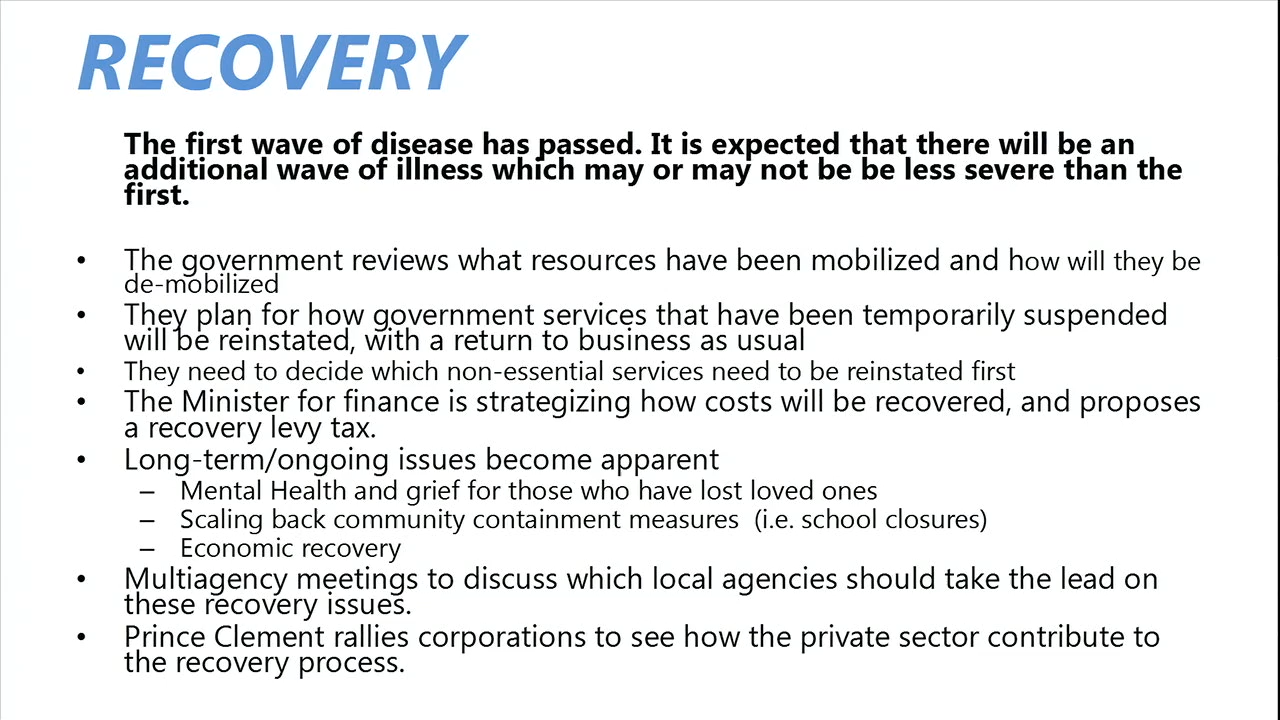 RECOVERY
The first wave of disease has passed. It is expected that there will be an
additional wave of illness which may or may not be be less severe than the
first.
• The government reviews what resources have been mobilized and how will they be
de-mobilized
• They plan for how government services that have been temporarily suspended
will be reinstated, with a return to business as usual
• They need to decide which non-essential services need to be reinstated first
• The Minister for finance is strategizing how costs will be recovered, and proposes
a recovery levy tax.
• Long-term/ongoing issues become apparent
– Mental Health and grief for those who have lost loved ones
– Scaling back community containment measures (i.e. school closures)
– Economic recovery
• Multiagency meetings to discuss which local agencies should take the lead on
these recovery issues.
• Prince Clement rallies corporations to see how the private sector contribute to
the recovery process.